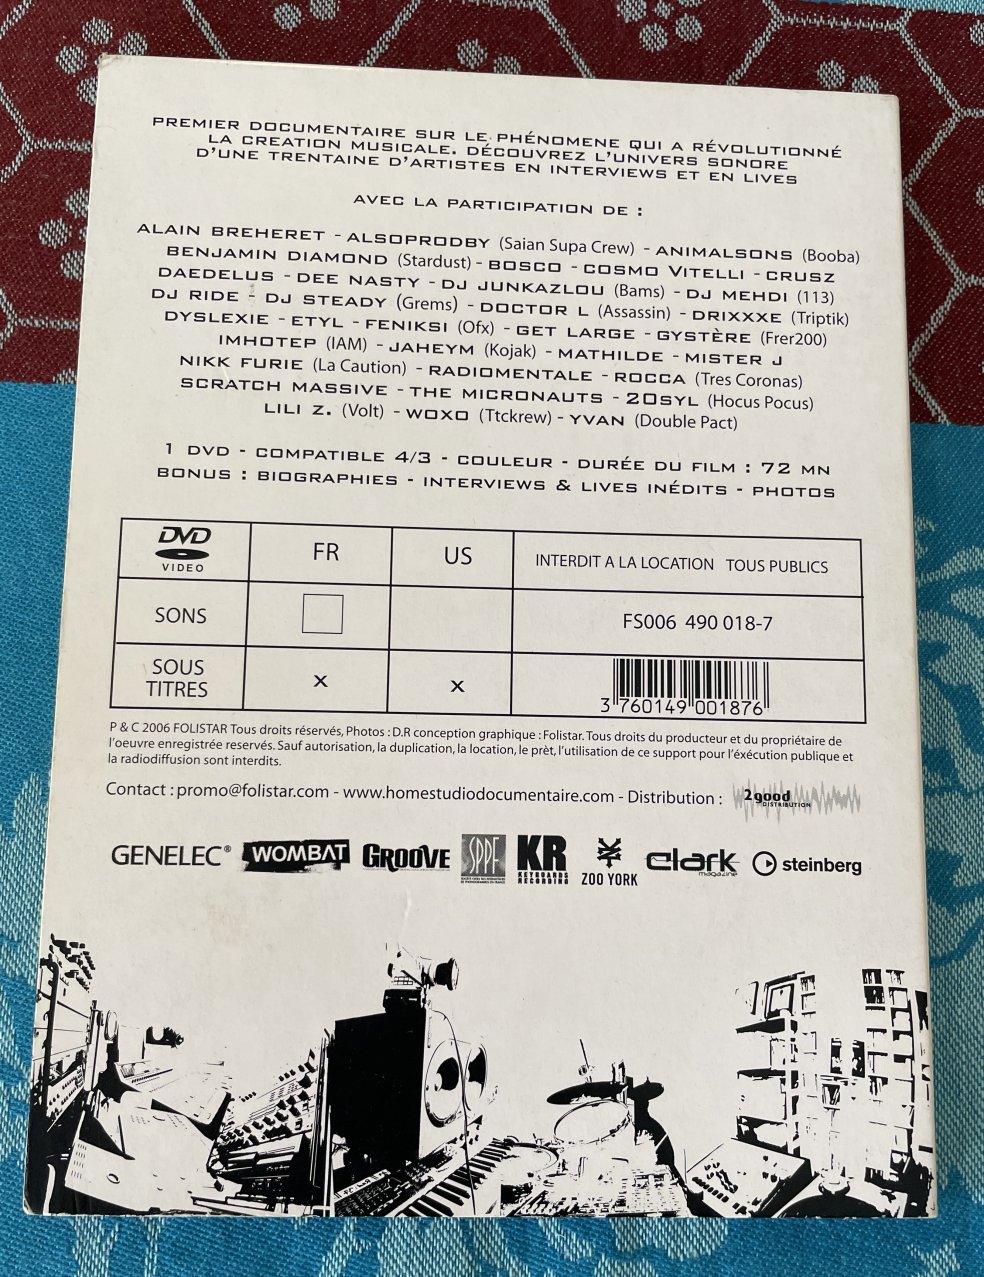 PREMIER DOCUMENTAIRE SUR LE PHÉNOMENE QUI A RÉVOLUTIONNÉ
LA CREATION MUSICALE. DÉCOUVREZ L'UNIVERS SONORE
D'UNE TRENTAINE D'ARTISTES EN INTERVIEWS ET EN LIVES
AVEC LA PARTICIPATION DE :
ALAIN BREHERET - ALSOPRODBY (Saian Supa Crew) - ANIMALSONS (Booba)
BENJAMIN DIAMOND (Stardust) - BOSCO - COSMO VITELLI - CRUSZ
DAEDELUS - DEE NASTY - DJ JUNKAZLOU (Bams) - DJ MEHDI (113)
DJ RIDE - DJ STEADY (Grems) - DOCTOR L (Assassin) - DRIXXXE (Triptik)
DYSLEXIE - ETYL - FENIKSI (Ofx) - GET LARGE - GYSTÈRE (Frer200)
IMHOTEP (IAM) - JAHEYM (Kojak) - MATHILDE - MISTER J
NIKK FURIE (La Caution) - RADIOMENTALE - ROCCA (Tres Coronas)
SCRATCH MASSIVE - THE MICRONAUTS - 20SYL (Hocus Pocus)
LILI Z. (Volt) - WOXO (Ttckrew) - YVAN (Double Pact)
1 DVD - COMPATIBLE 4/3 - COULEUR - DURÉE DU FILM : 72 MN
BONUS : BIOGRAPHIES - INTERVIEWS & LIVES INÉDITS - PHOTOS
DVD VIDEO FR US INTERDIT A LA LOCATION TOUS PUBLICS
SONS FS006 490 018-7
SOUS TITRES x x
3 760149 001876
P & C 2006 FOLISTAR Tous droits réservés, Photos : D.R conception graphique : Folistar. Tous droits du producteur et du propriétaire de
l'oeuvre enregistrée reservés. Sauf autorisation, la duplication, la location, le prèt, l'utilisation de ce support pour l'éxécution publique et
la radiodiffusion sont interdits.
Contact : promo@folistar.com - www.homestudiodocumentaire.com - Distribution : 2good DISTRIBUTION
GENELEC® WOMBAT GROOVE SPPF KR KEYBOARDS RECORDING ZOO YORK clark magazine steinberg